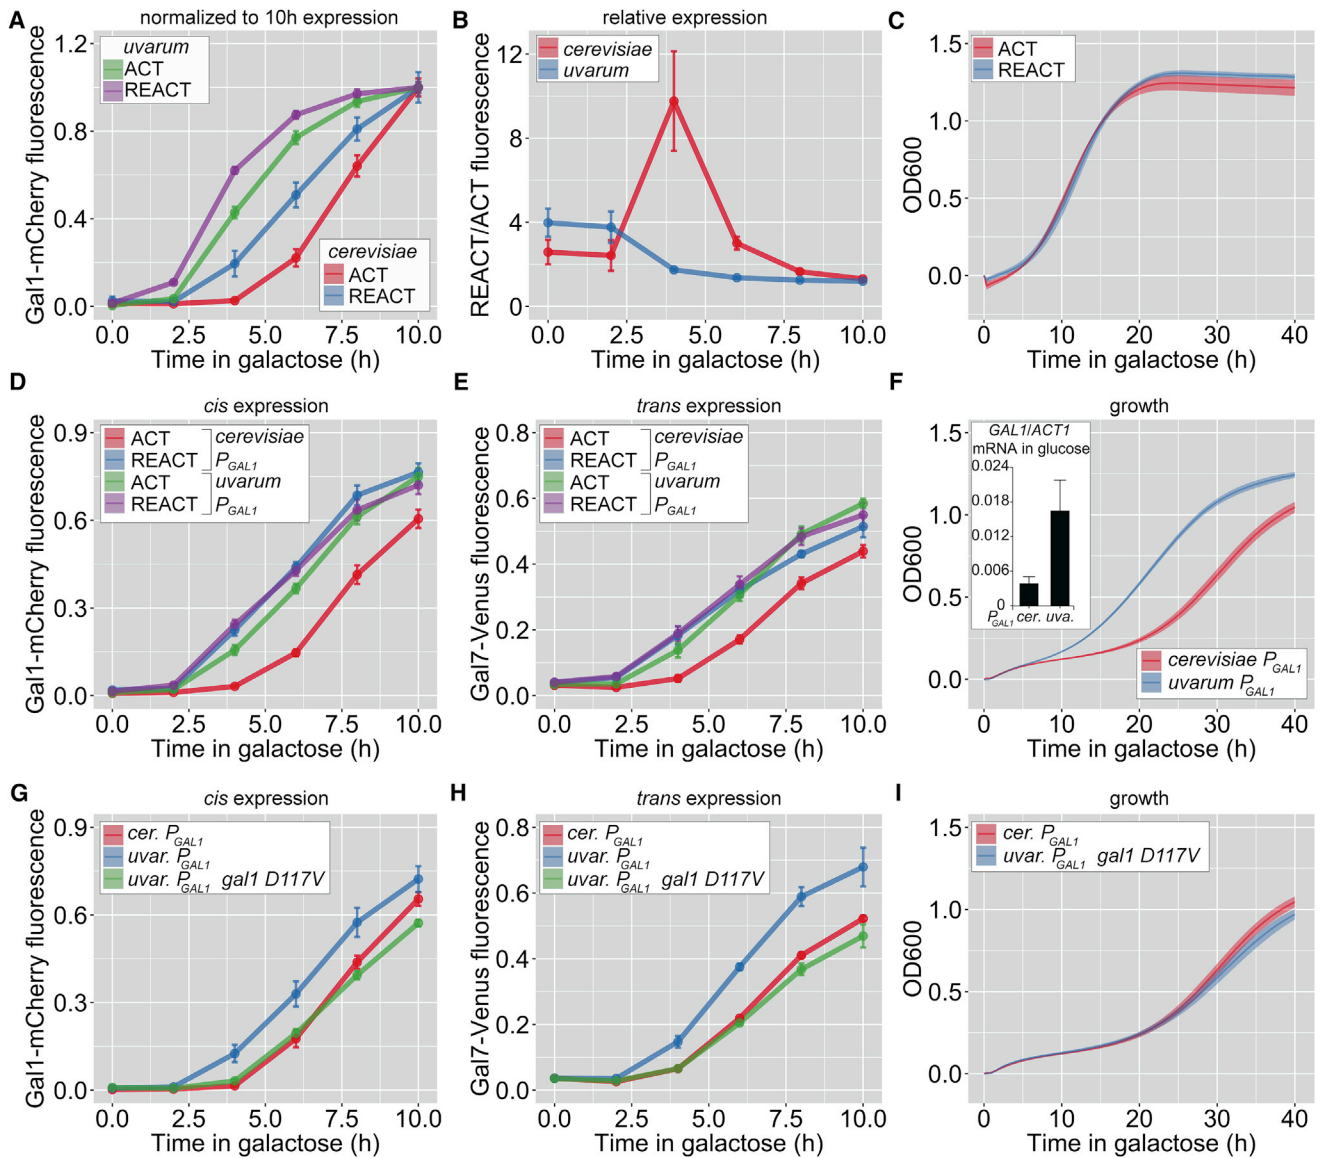 A
normalized to 10h expression
Gal1-mCherry fluorescence
1.2
0.8
0.4
0.0
uvarum
ACT
REACT
cerevisiae
ACT
REACT
0.0 2.5 5.0 7.5 10.0
Time in galactose (h)
B
relative expression
REACT/ACT fluorescence
12
8
4
0
cerevisiae
uvarum
0.0 2.5 5.0 7.5 10.0
Time in galactose (h)
C
OD600
1.5
1.0
0.5
0.0
ACT
REACT
0 10 20 30 40
Time in galactose (h)
D
cis expression
Gal1-mCherry fluorescence
0.9
0.6
0.3
0.0
ACT cerevisiae
REACT PGAL1
ACT uvarum
REACT PGAL1
0.0 2.5 5.0 7.5 10.0
Time in galactose (h)
E
trans expression
Gal7-Venus fluorescence
0.8
0.6
0.4
0.2
0.0
ACT cerevisiae
REACT PGAL1
ACT uvarum
REACT PGAL1
0.0 2.5 5.0 7.5 10.0
Time in galactose (h)
F
growth
OD600
1.5
1.0
0.5
0.0
GAL1/ACT1
mRNA in glucose
0.024
0.018
0.012
0.006
0
PGAL1 cer. uva.
cerevisiae PGAL1
uvarum PGAL1
0 10 20 30 40
Time in galactose (h)
G
cis expression
Gal1-mCherry fluorescence
0.9
0.6
0.3
0.0
cer. PGAL1
uvar. PGAL1
uvar. PGAL1 gal1 D117V
0.0 2.5 5.0 7.5 10.0
Time in galactose (h)
H
trans expression
Gal7-Venus fluorescence
0.8
0.6
0.4
0.2
0.0
cer. PGAL1
uvar. PGAL1
uvar. PGAL1 gal1 D117V
0.0 2.5 5.0 7.5 10.0
Time in galactose (h)
I
growth
OD600
1.5
1.0
0.5
0.0
cer. PGAL1
uvar. PGAL1 gal1 D117V
0 10 20 30 40
Time in galactose (h)